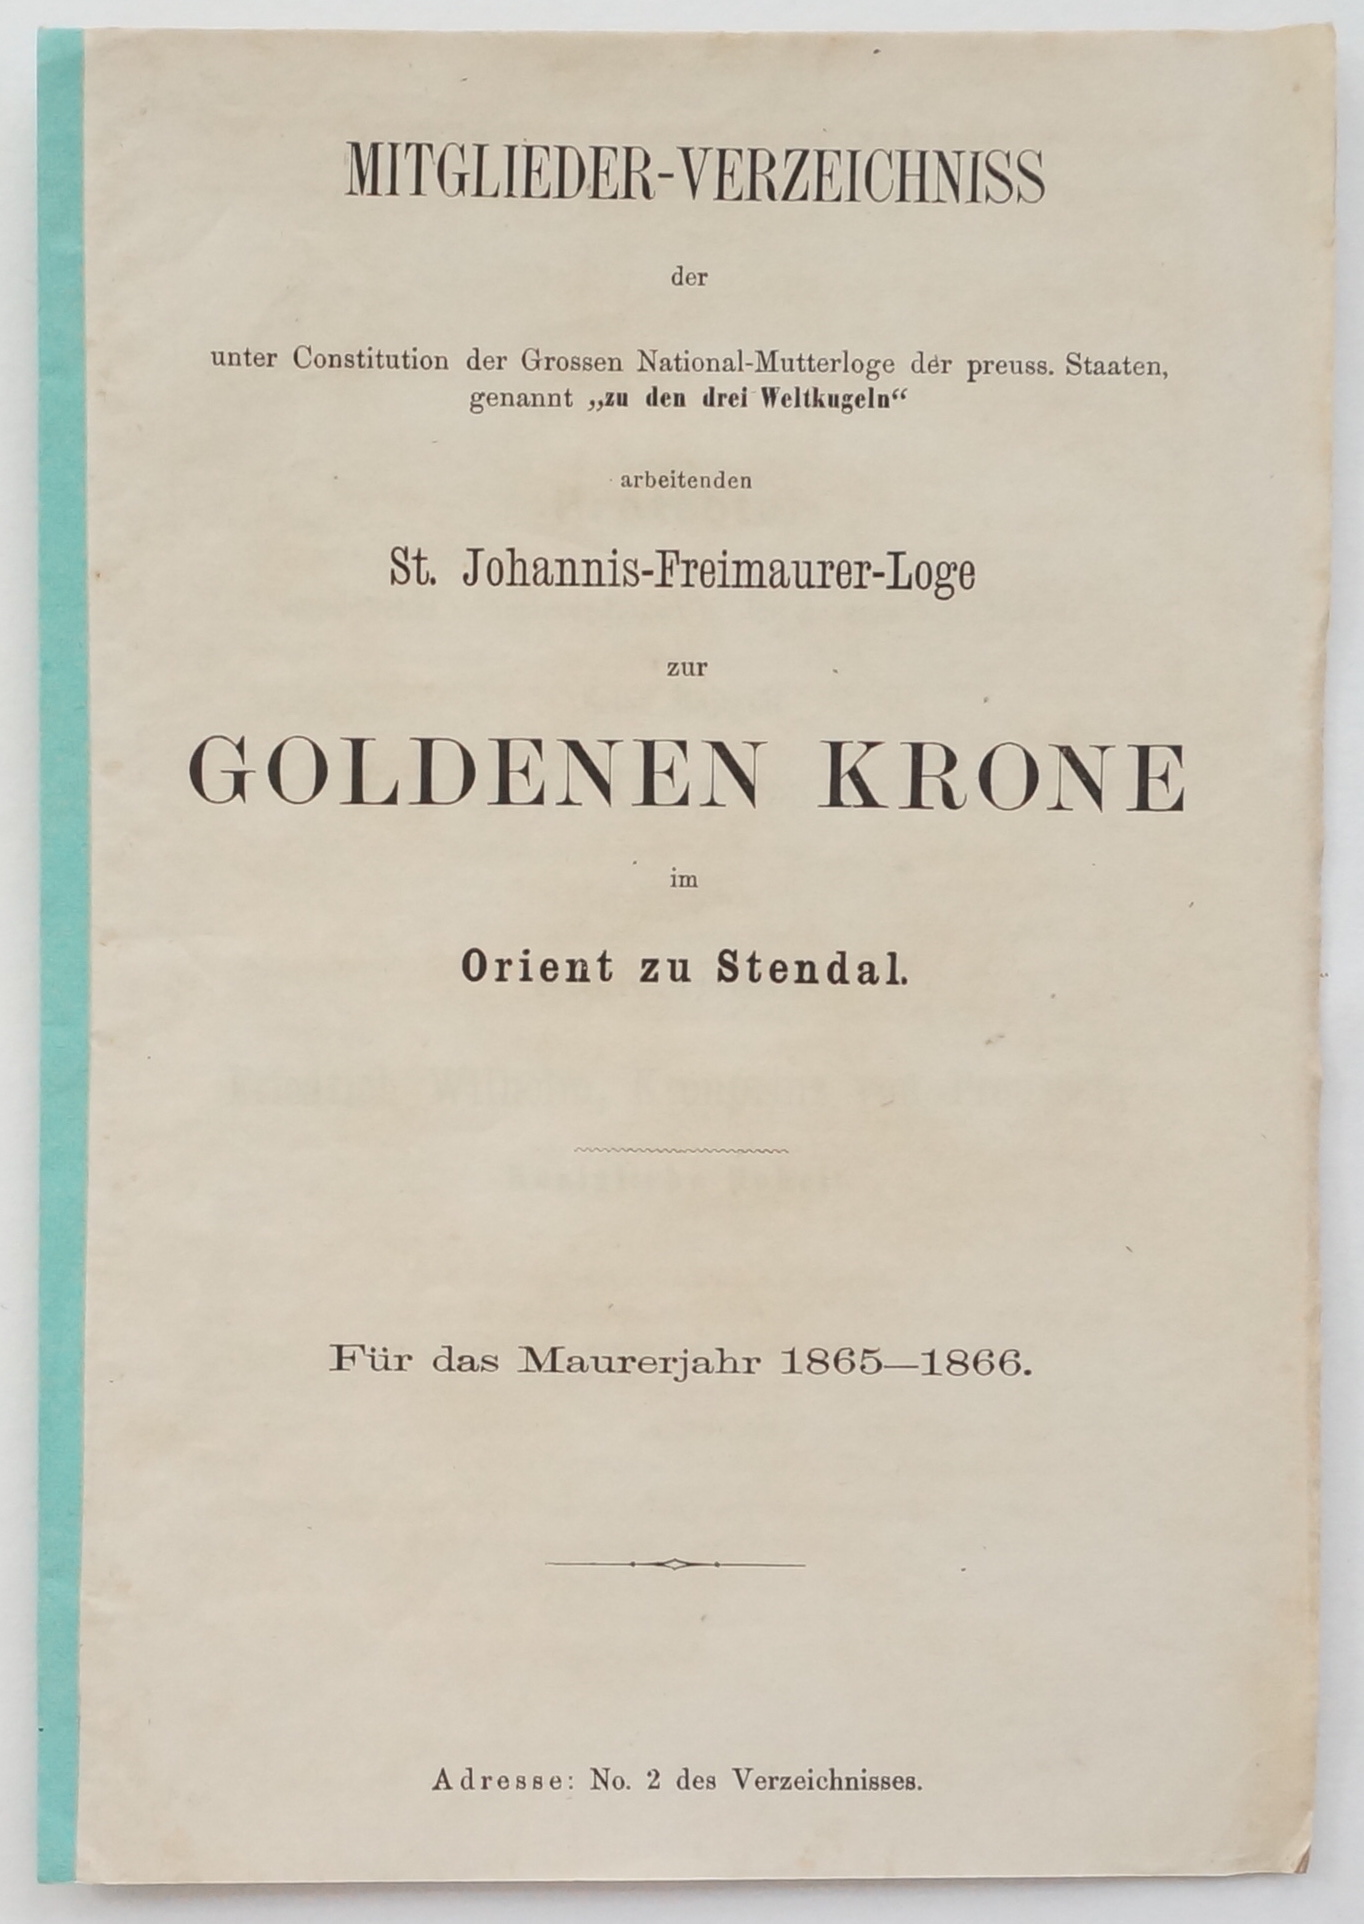 MITGLIEDER-VERZEICHNISS
der
unter Constitution der Grossen National-Mutterloge der preuss. Staaten,
genannt „zu den drei Weltkugeln“
arbeitenden
St. Johannis-Freimaurer-Loge
zur
GOLDENEN KRONE
im
Orient zu Stendal.
Für das Maurerjahr 1865—1866.
Adresse: No. 2 des Verzeichnisses.